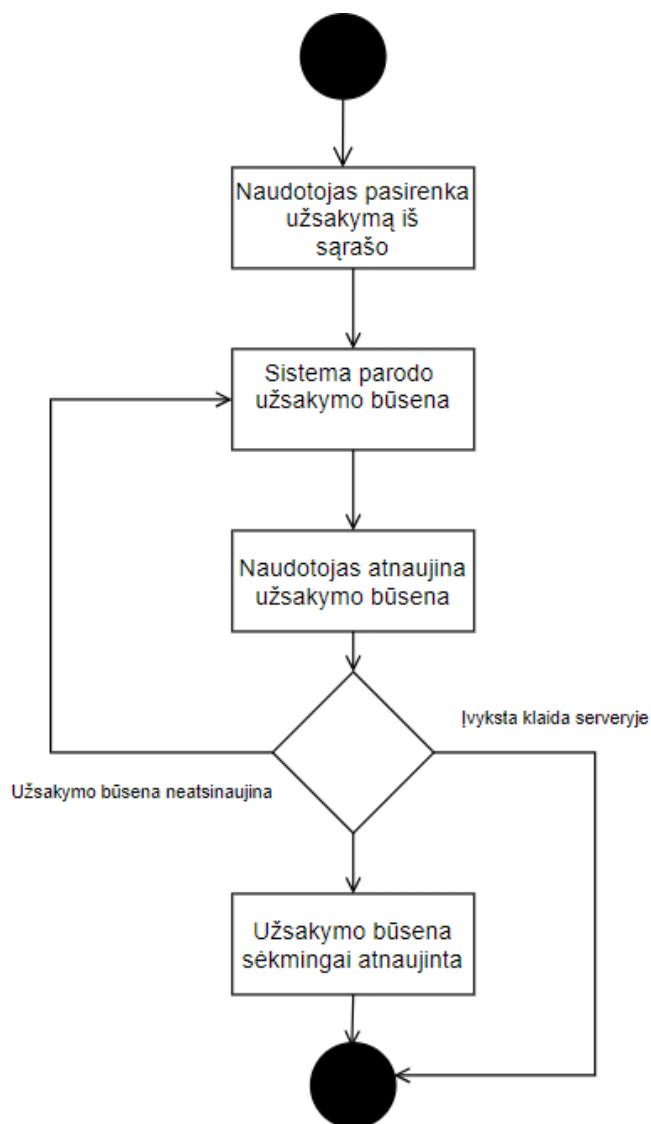 Naudotojas pasirenka
užsakymą iš
sąrašo
Sistema parodo
užsakymo būsena
Naudotojas atnaujina
užsakymo būsena
Įvyksta klaida serveryje
Užsakymo būsena neatsinaujina
Užsakymo būsena
sėkmingai atnaujinta